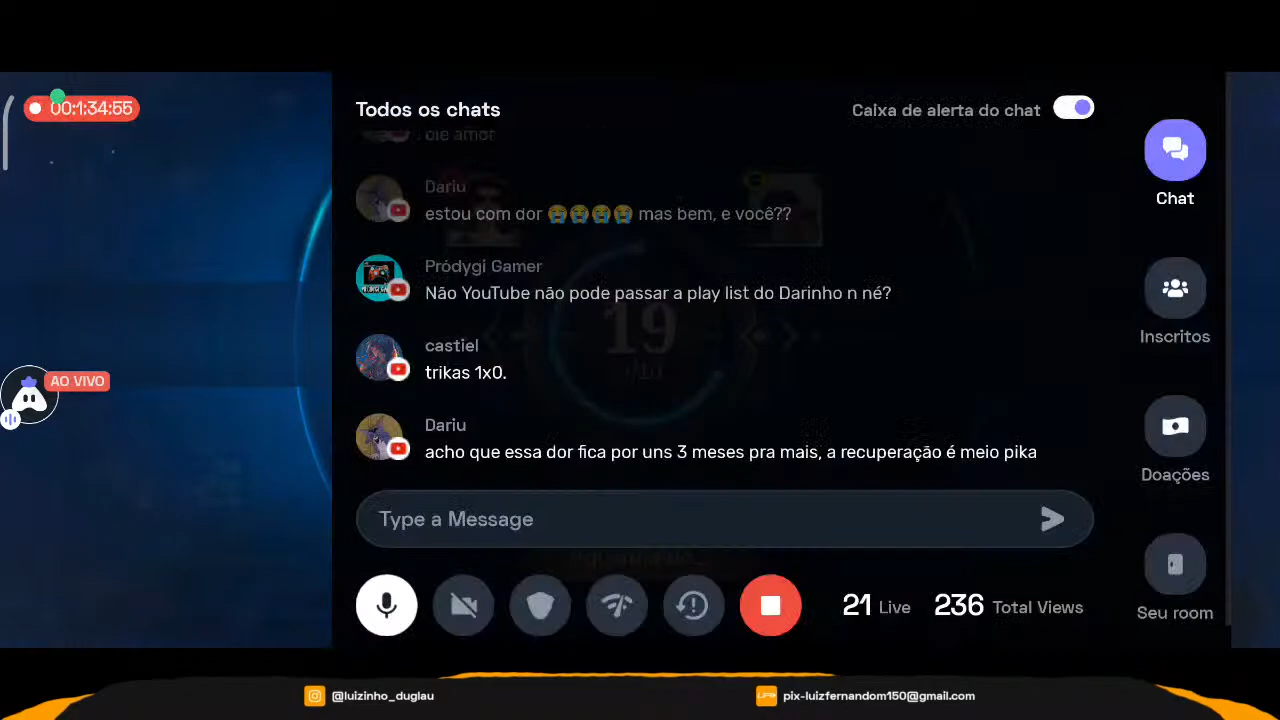 00:1:34:55
Todos os chats
Caixa de alerta do chat
Chat
: ole amor
Dariu
estou com dor 😭😭😭😭 mas bem, e você??
Pródygi Gamer
Não YouTube não pode passar a play list do Darinho n né?
19
Inscritos
castiel
trikas 1x0.
AO VIVO
Dariu
acho que essa dor fica por uns 3 meses pra mais, a recuperação é meio pika
Doações
Type a Message
21 Live
236 Total Views
Seu room
@luizinho_duglau
pix-luizfernandom150@gmail.com